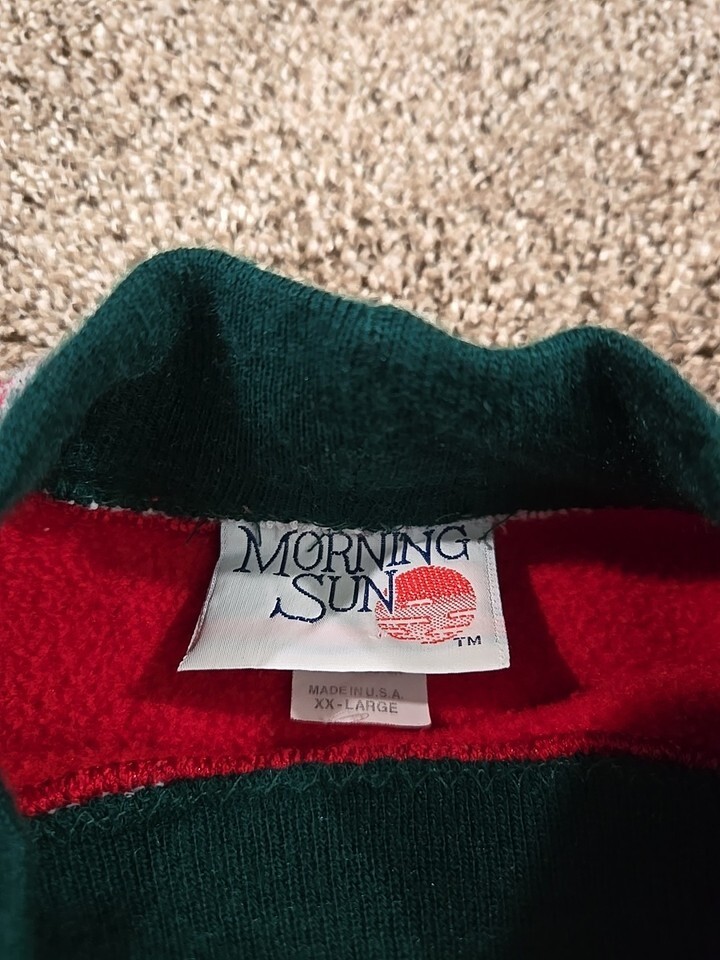 MORNING
SUN
TM
MADE IN U.S.A.
XX-LARGE